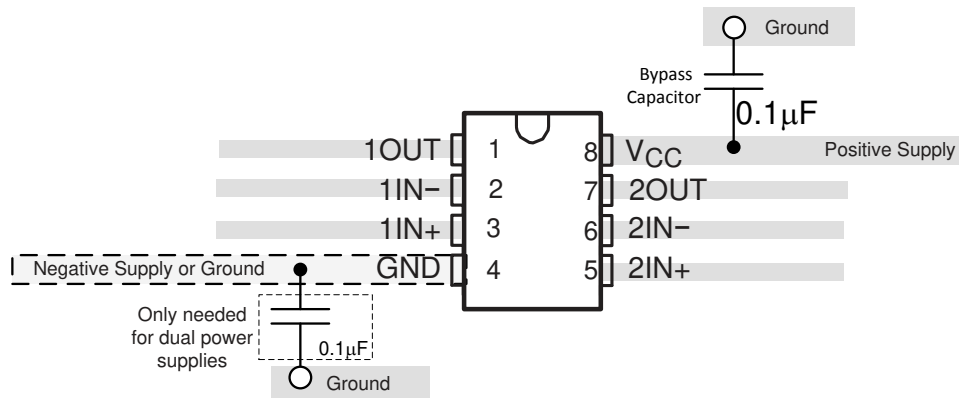 Ground
Bypass
Capacitor
0.1µF
1OUT 1 8 VCC Positive Supply
1IN− 2 7 2OUT
1IN+ 3 6 2IN−
Negative Supply or Ground GND 4 5 2IN+
Only needed
for dual power
supplies
0.1µF
Ground